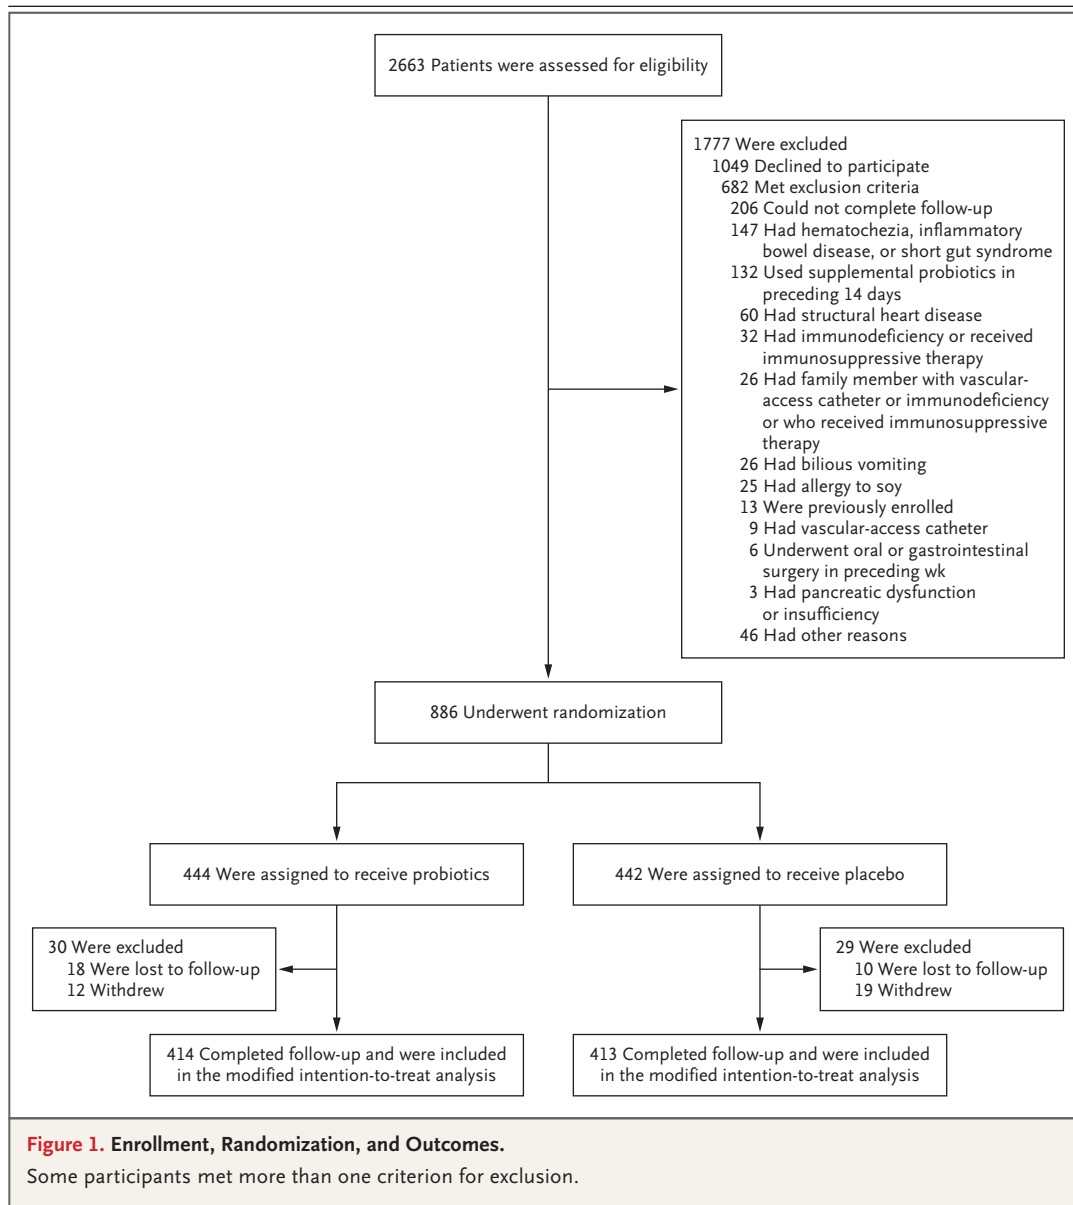 2663 Patients were assessed for eligibility
1777 Were excluded
1049 Declined to participate
682 Met exclusion criteria
206 Could not complete follow-up
147 Had hematochezia, inflammatory
bowel disease, or short gut syndrome
132 Used supplemental probiotics in
preceding 14 days
60 Had structural heart disease
32 Had immunodeficiency or received
immunosuppressive therapy
26 Had family member with vascular-
access catheter or immunodeficiency
or who received immunosuppressive
therapy
26 Had bilious vomiting
25 Had allergy to soy
13 Were previously enrolled
9 Had vascular-access catheter
6 Underwent oral or gastrointestinal
surgery in preceding wk
3 Had pancreatic dysfunction
or insufficiency
46 Had other reasons
886 Underwent randomization
444 Were assigned to receive probiotics
442 Were assigned to receive placebo
30 Were excluded
18 Were lost to follow-up
12 Withdrew
29 Were excluded
10 Were lost to follow-up
19 Withdrew
414 Completed follow-up and were included
in the modified intention-to-treat analysis
413 Completed follow-up and were included
in the modified intention-to-treat analysis
Figure 1. Enrollment, Randomization, and Outcomes.
Some participants met more than one criterion for exclusion.